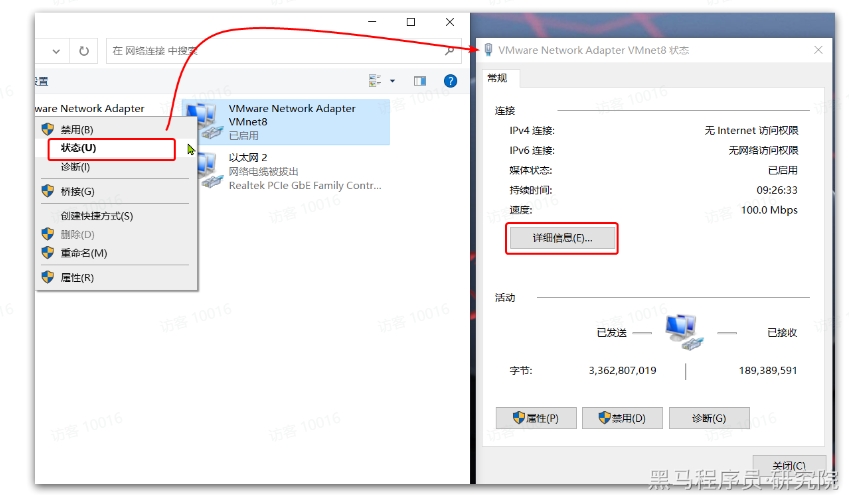 在 网络连接 中搜索
置
ware Network Adapter
VMware Network Adapter
VMnet8
已启用
以太网 2
网络电缆被拔出
Realtek PCIe GbE Family Contr...
禁用(B)
状态(U)
诊断(I)
桥接(G)
创建快捷方式(S)
删除(D)
重命名(M)
属性(R)
VMware Network Adapter VMnet8 状态
常规
连接
IPv4 连接: 无 Internet 访问权限
IPv6 连接: 无网络访问权限
媒体状态: 已启用
持续时间: 09:26:33
速度: 100.0 Mbps
详细信息(E)...
活动
已发送 已接收
字节: 3,362,807,019 189,389,591
属性(P) 禁用(D) 诊断(G)
关闭(C)
黑马程序员-研究院
访客 10016